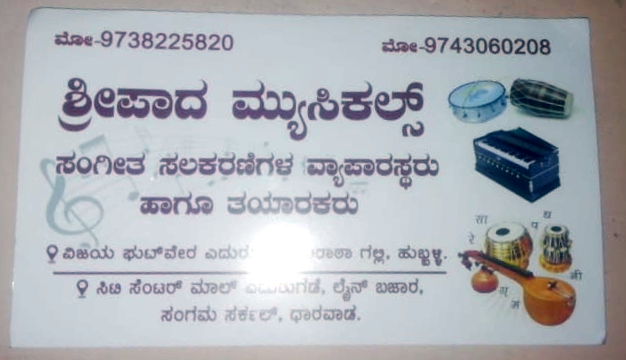 ಮೋ-9738225820 ಮೋ-9743060208
ಶ್ರೀಪಾದ ಮ್ಯುಸಿಕಲ್ಸ್
ಸಂಗೀತ ಸಲಕರಣೆಗಳ ವ್ಯಾಪಾರಸ್ಥರು
ಹಾಗೂ ತಯಾರಕರು
ವಿಜಯ ಫುಟ್‌ವೇರ ಎದುರ ಗಲ್ಲಿ, ಹುಬ್ಬಳ್ಳಿ.
ಸಿಟಿ ಸೆಂಟರ್ ಮಾಲ್ ಎದುರುಗಡೆ, ಲೈನ್ ಬಜಾರ,
ಸಂಗಮ ಸರ್ಕಲ್, ಧಾರವಾಡ.
सा
रे
प
ध
नी
ग
म